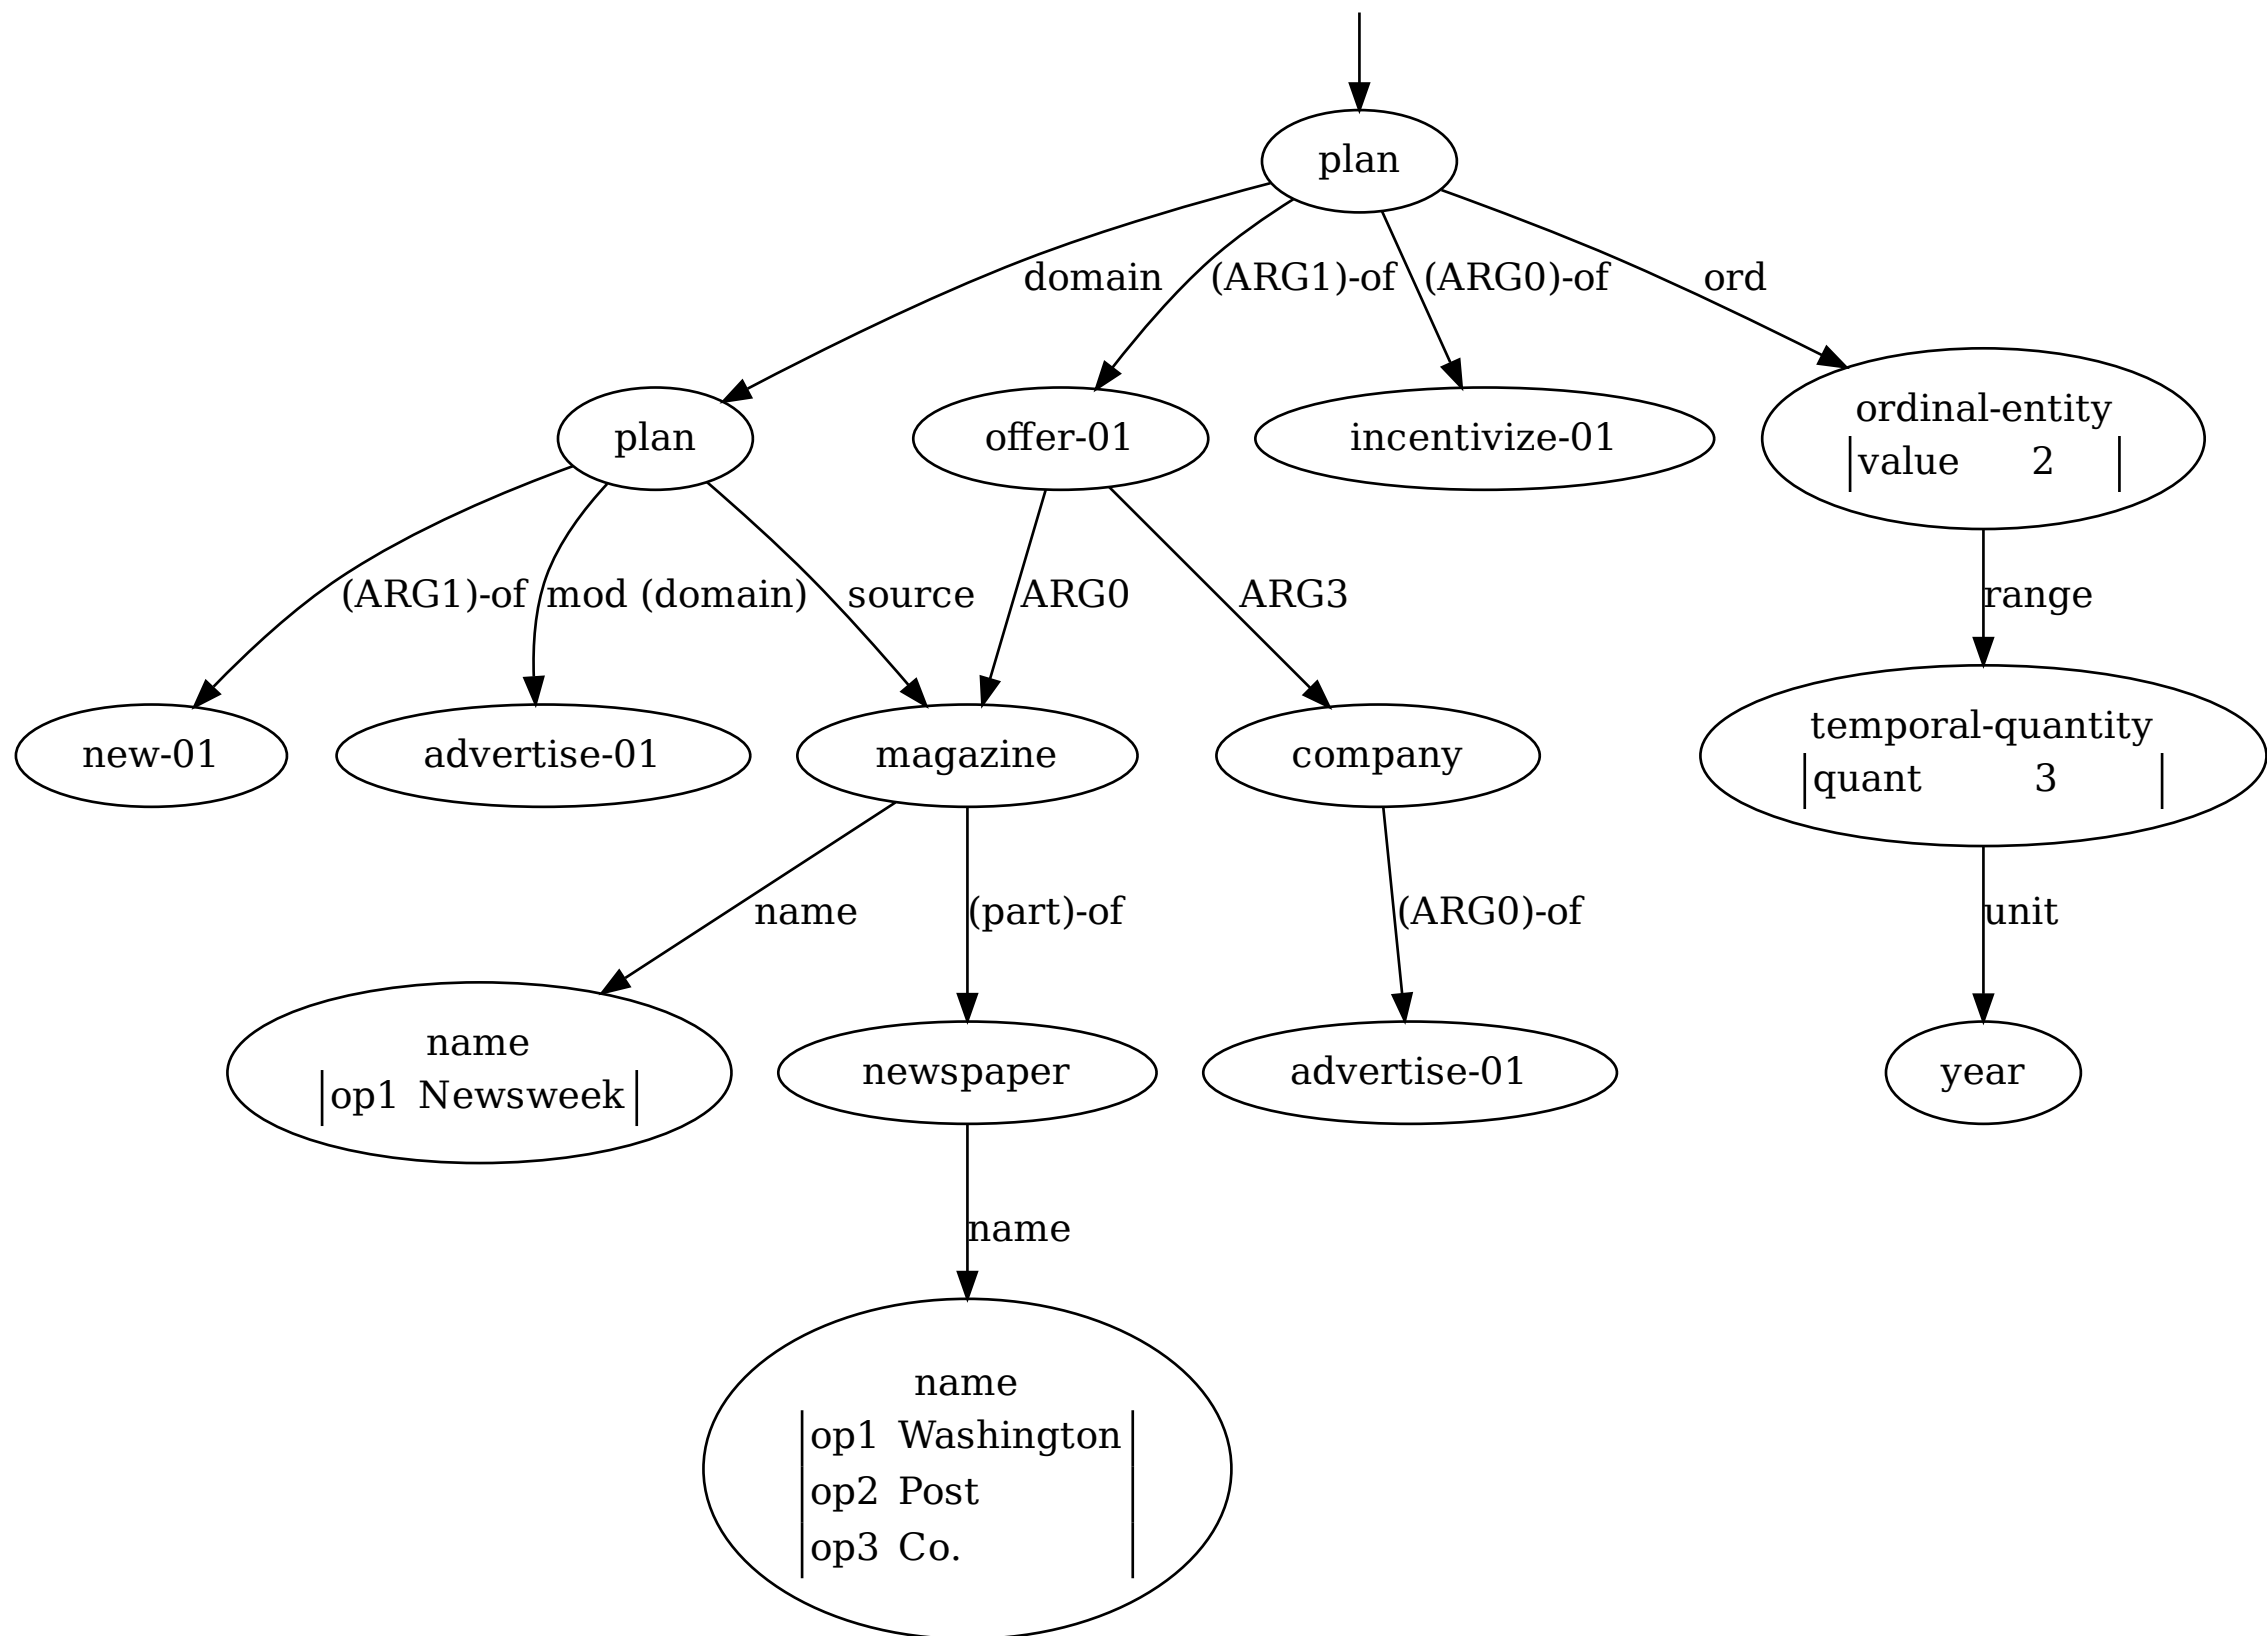 plan
domain
(ARG1)-of
(ARG0)-of
ord
plan
offer-01
incentivize-01
ordinal-entity
value 2
(ARG1)-of
mod (domain)
source
ARG0
ARG3
range
new-01
advertise-01
magazine
company
temporal-quantity
quant 3
name
(part)-of
(ARG0)-of
unit
name
op1 Newsweek
newspaper
advertise-01
year
name
name
op1 Washington
op2 Post
op3 Co.